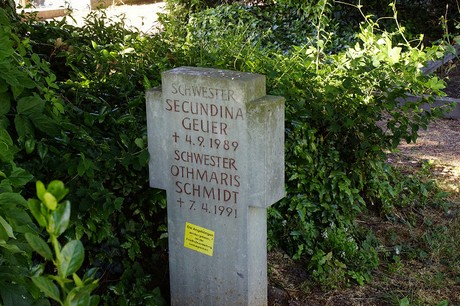 SCHWESTER
SECUNDINA
GEUER
† 4.9.1989
SCHWESTER
OTHMARIS
SCHMIDT
† 7.4.1991